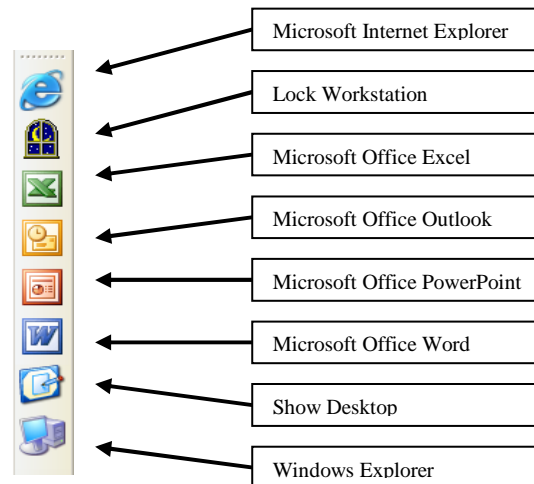 Microsoft Internet Explorer
Lock Workstation
Microsoft Office Excel
Microsoft Office Outlook
Microsoft Office PowerPoint
Microsoft Office Word
Show Desktop
Windows Explorer